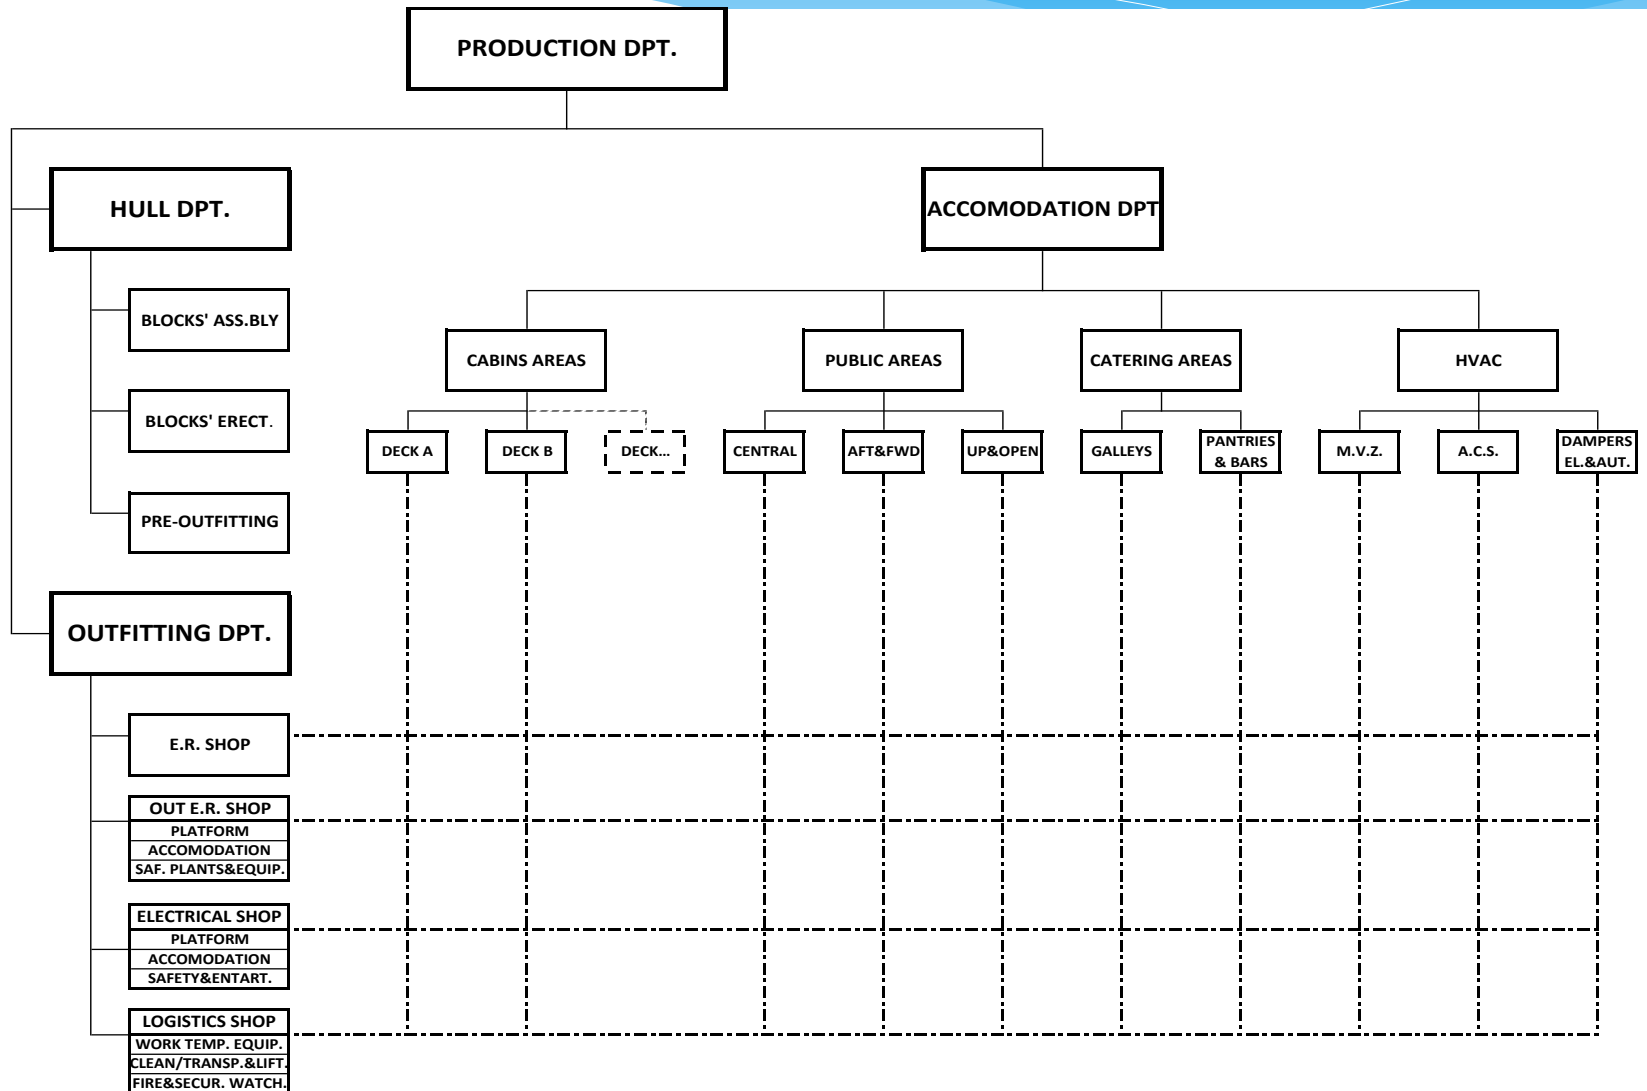 PRODUCTION DPT.
HULL DPT.
ACCOMODATION DPT
BLOCKS' ASS.BLY
BLOCKS' ERECT.
PRE-OUTFITTING
CABINS AREAS
PUBLIC AREAS
CATERING AREAS
HVAC
DECK A
DECK B
DECK...
CENTRAL
AFT&FWD
UP&OPEN
GALLEYS
PANTRIES
& BARS
M.V.Z.
A.C.S.
DAMPERS
EL.&AUT.
OUTFITTING DPT.
E.R. SHOP
OUT E.R. SHOP
PLATFORM
ACCOMODATION
SAF. PLANTS&EQUIP.
ELECTRICAL SHOP
PLATFORM
ACCOMODATION
SAFETY&ENTART.
LOGISTICS SHOP
WORK TEMP. EQUIP.
CLEAN/TRANSP.&LIFT.
FIRE&SECUR. WATCH.